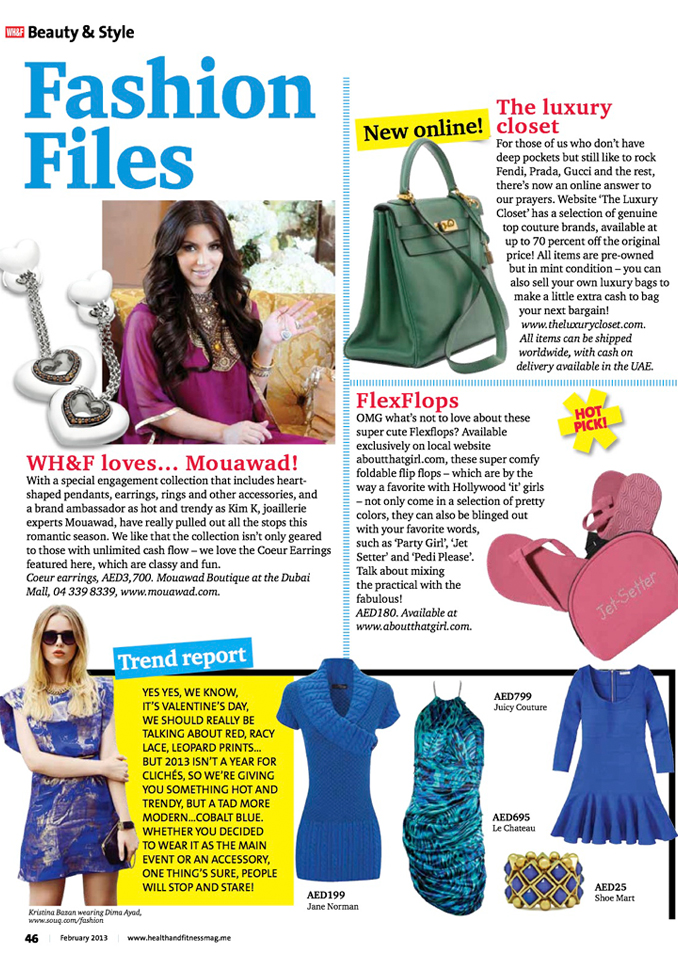 WH&F Beauty & Style
Fashion
Files
WH&F loves... Mouawad!
With a special engagement collection that includes heart-
shaped pendants, earrings, rings and other accessories, and
a brand ambassador as hot and trendy as Kim K, joaillerie
experts Mouawad, have really pulled out all the stops this
romantic season. We like that the collection isn't only geared
to those with unlimited cash flow – we love the Coeur Earrings
featured here, which are classy and fun.
Coeur earrings, AED3,700. Mouawad Boutique at the Dubai
Mall, 04 339 8339, www.mouawad.com.
New online!
The luxury
closet
For those of us who don't have
deep pockets but still like to rock
Fendi, Prada, Gucci and the rest,
there's now an online answer to
our prayers. Website 'The Luxury
Closet' has a selection of genuine
top couture brands, available at
up to 70 percent off the original
price! All items are pre-owned
but in mint condition – you can
also sell your own luxury bags to
make a little extra cash to bag
your next bargain!
www.theluxurycloset.com.
All items can be shipped
worldwide, with cash on
delivery available in the UAE.
FlexFlops
OMG what's not to love about these
super cute Flexflops? Available
exclusively on local website
aboutthatgirl.com, these super comfy
foldable flip flops – which are by the
way a favorite with Hollywood 'it' girls
– not only come in a selection of pretty
colors, they can also be blinged out
with your favorite words,
such as 'Party Girl', 'Jet
Setter' and 'Pedi Please'.
Talk about mixing
the practical with the
fabulous!
AED180. Available at
www.aboutthatgirl.com.
HOT
PICK!
Jet-Setter
Trend report
YES YES, WE KNOW,
IT'S VALENTINE'S DAY,
WE SHOULD REALLY BE
TALKING ABOUT RED, RACY
LACE, LEOPARD PRINTS...
BUT 2013 ISN'T A YEAR FOR
CLICHÉS, SO WE'RE GIVING
YOU SOMETHING HOT AND
TRENDY, BUT A TAD MORE
MODERN...COBALT BLUE.
WHETHER YOU DECIDED
TO WEAR IT AS THE MAIN
EVENT OR AN ACCESSORY,
ONE THING'S SURE, PEOPLE
WILL STOP AND STARE!
Kristina Bazan wearing Dima Ayad,
www.souq.com/fashion
AED199
Jane Norman
AED799
Juicy Couture
AED695
Le Chateau
AED25
Shoe Mart
46 | February 2013 | www.healthandfitnessmag.me